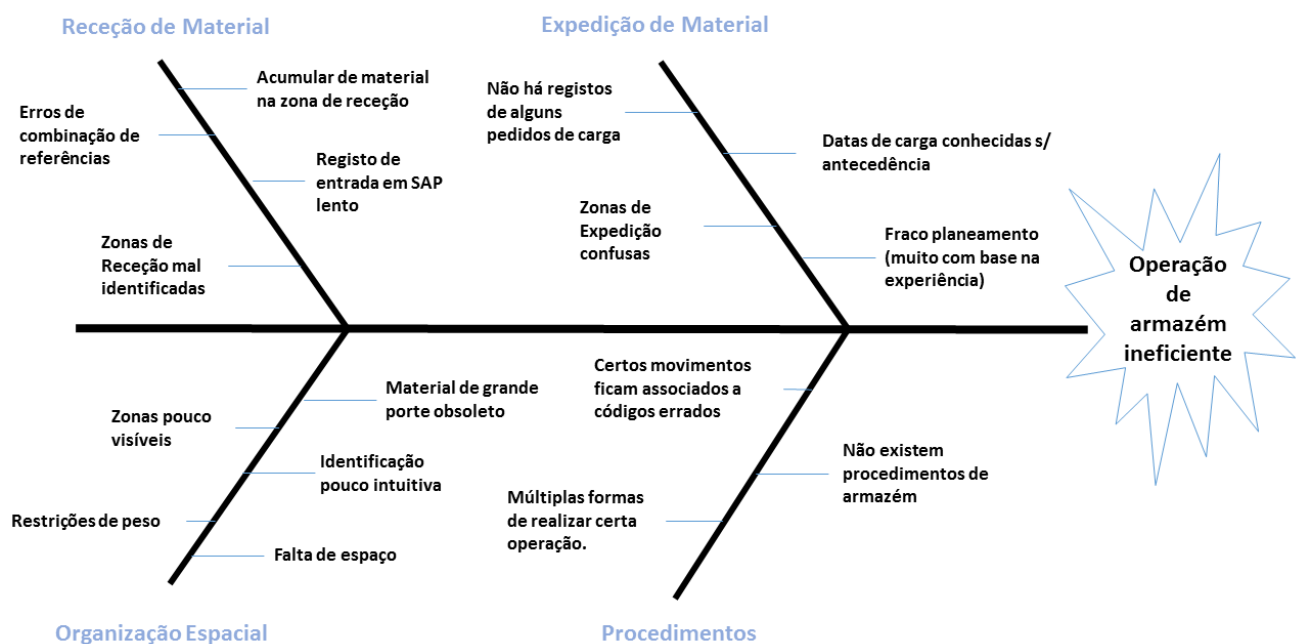 Receção de Material
Expedição de Material
Acumular de material
na zona de receção
Erros de
combinação de
referências
Registo de
entrada em SAP
lento
Zonas de
Receção mal
identificadas
Não há registos
de alguns
pedidos de carga
Datas de carga conhecidas s/
antecedência
Zonas de
Expedição
confusas
Fraco planeamento
(muito com base na
experiência)
Operação
de
armazém
ineficiente
Material de grande
porte obsoleto
Zonas pouco
visíveis
Identificação
pouco intuitiva
Restrições de peso
Falta de espaço
Certos movimentos
ficam associados a
códigos errados
Não existem
procedimentos de
armazém
Múltiplas formas
de realizar certa
operação.
Organização Espacial
Procedimentos